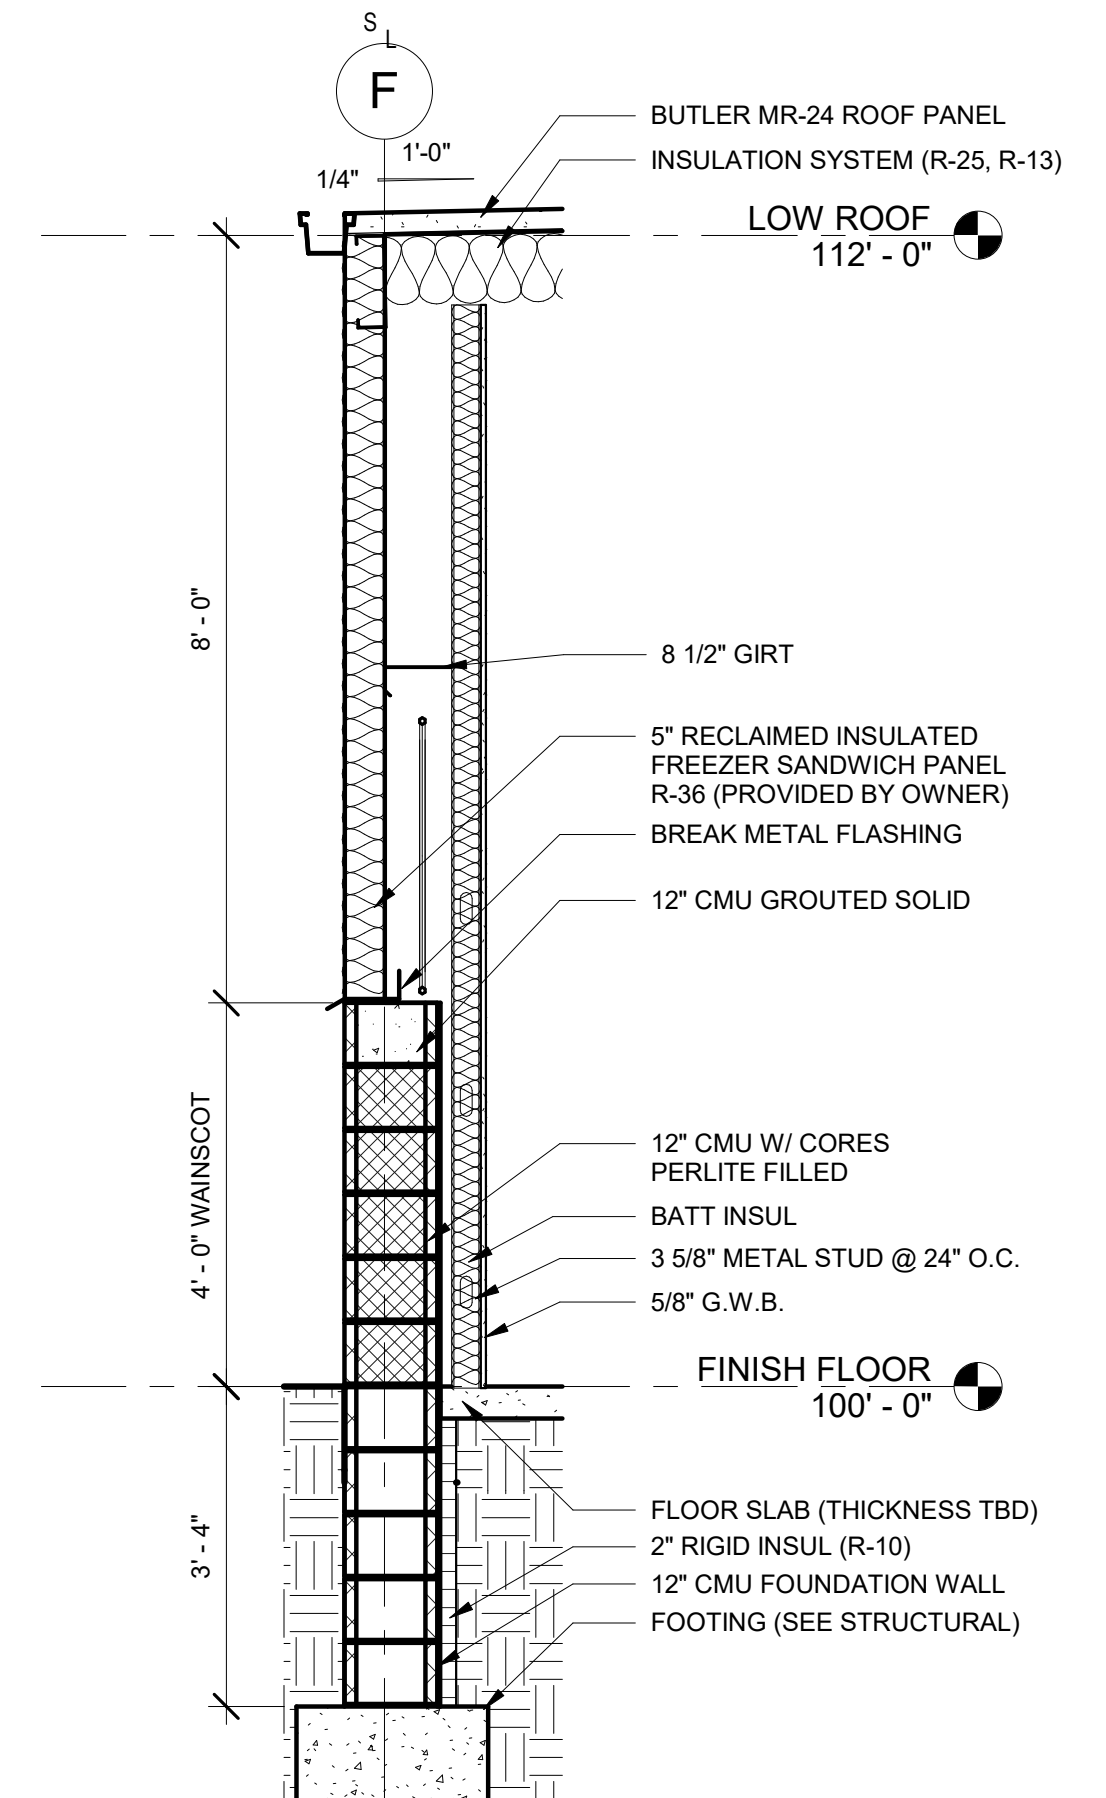 S
L
F
1'-0"
1/4"
BUTLER MR-24 ROOF PANEL
INSULATION SYSTEM (R-25, R-13)
LOW ROOF
112' - 0"
8' - 0"
8 1/2" GIRT
5" RECLAIMED INSULATED
FREEZER SANDWICH PANEL
R-36 (PROVIDED BY OWNER)
BREAK METAL FLASHING
12" CMU GROUTED SOLID
4' - 0" WAINSCOT
12" CMU W/ CORES
PERLITE FILLED
BATT INSUL
3 5/8" METAL STUD @ 24" O.C.
5/8" G.W.B.
FINISH FLOOR
100' - 0"
3' - 4"
FLOOR SLAB (THICKNESS TBD)
2" RIGID INSUL (R-10)
12" CMU FOUNDATION WALL
FOOTING (SEE STRUCTURAL)